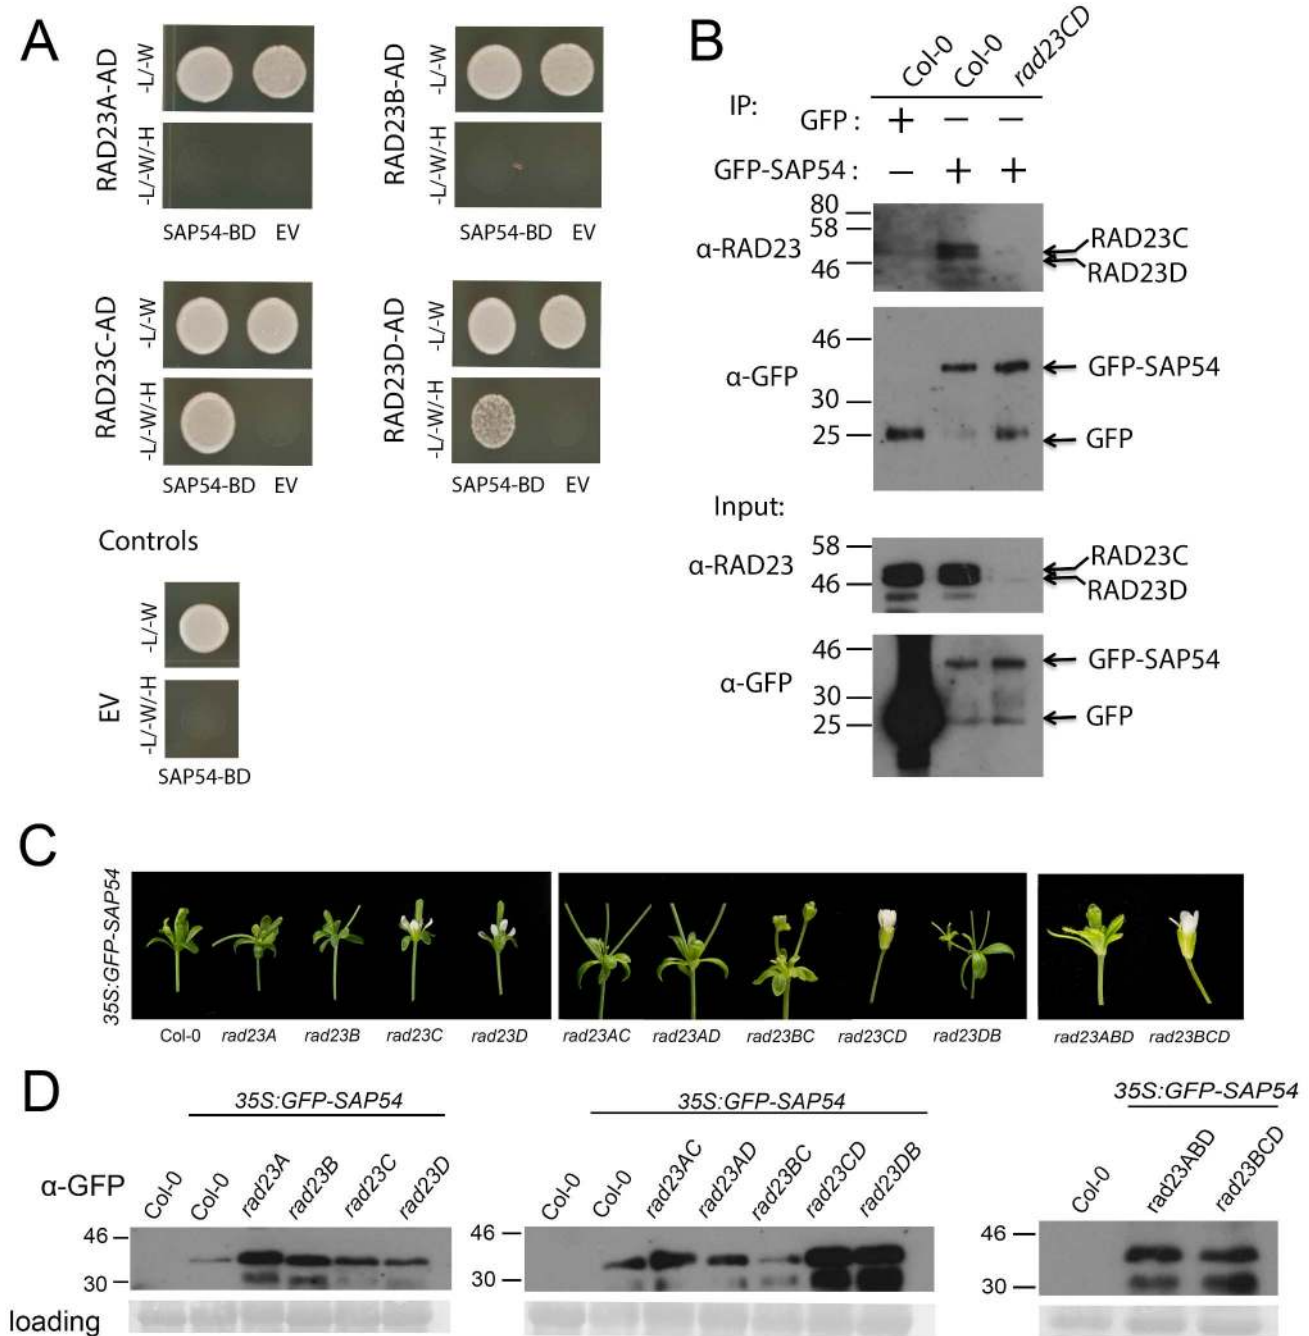 A
RAD23A-AD
-L/-W
-L/-W/-H
SAP54-BD EV
RAD23B-AD
-L/-W
-L/-W/-H
SAP54-BD EV
RAD23C-AD
-L/-W
-L/-W/-H
SAP54-BD EV
RAD23D-AD
-L/-W
-L/-W/-H
SAP54-BD EV
Controls
EV
-L/-W
-L/-W/-H
SAP54-BD
B
Col-0 Col-0 rad23CD
IP:
GFP : + − −
GFP-SAP54 : − + +
α-RAD23
80
58
46
RAD23C
RAD23D
α-GFP
46
30
25
GFP-SAP54
GFP
Input:
α-RAD23
58
46
RAD23C
RAD23D
α-GFP
46
30
25
GFP-SAP54
GFP
C
35S:GFP-SAP54
Col-0 rad23A rad23B rad23C rad23D rad23AC rad23AD rad23BC rad23CD rad23DB rad23ABD rad23BCD
D
35S:GFP-SAP54
α-GFP
Col-0 Col-0 rad23A rad23B rad23C rad23D
46
30
loading
35S:GFP-SAP54
Col-0 Col-0 rad23AC rad23AD rad23BC rad23CD rad23DB
46
30
35S:GFP-SAP54
Col-0 rad23ABD rad23BCD
46
30